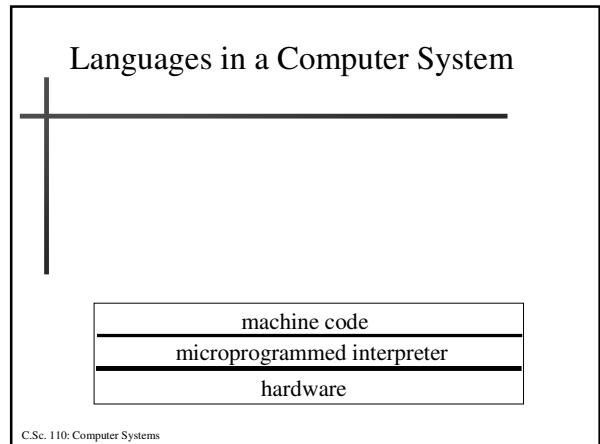 Languages in a Computer System
machine code
microprogrammed interpreter
hardware
C.Sc. 110: Computer Systems